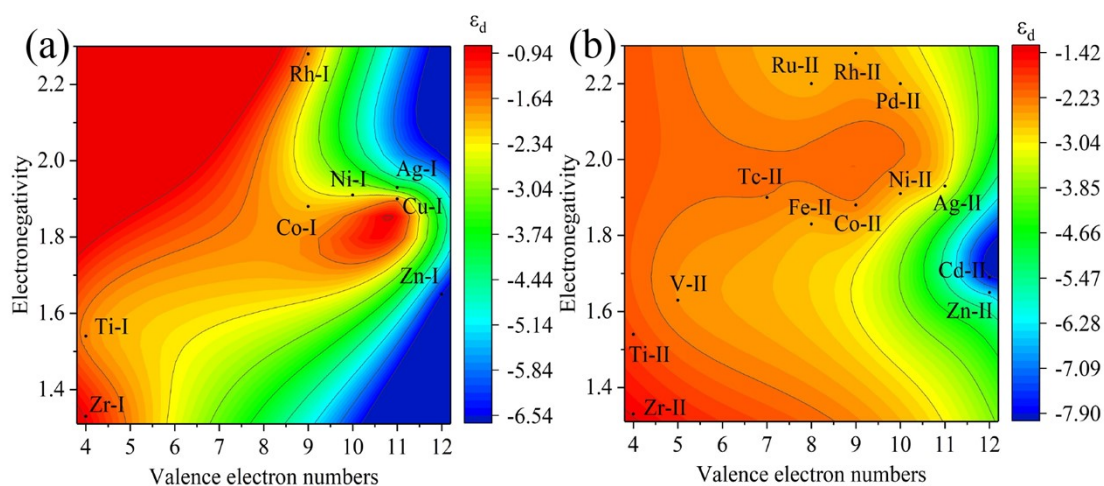 (a)
Electronegativity
2.2
2.0
1.8
1.6
1.4
Rh-I
Ag-I
Ni-I
Cu-I
Co-I
Zn-I
Ti-I
Zr-I
4 5 6 7 8 9 10 11 12
Valence electron numbers
εd
-0.94
-1.64
-2.34
-3.04
-3.74
-4.44
-5.14
-5.84
-6.54
(b)
Electronegativity
2.2
2.0
1.8
1.6
1.4
Ru-II
Rh-II
Pd-II
Tc-II
Ni-II
Fe-II
Co-II
Ag-II
Cd-II
V-II
Zn-II
Ti-II
Zr-II
4 5 6 7 8 9 10 11 12
Valence electron numbers
εd
-1.42
-2.23
-3.04
-3.85
-4.66
-5.47
-6.28
-7.09
-7.90